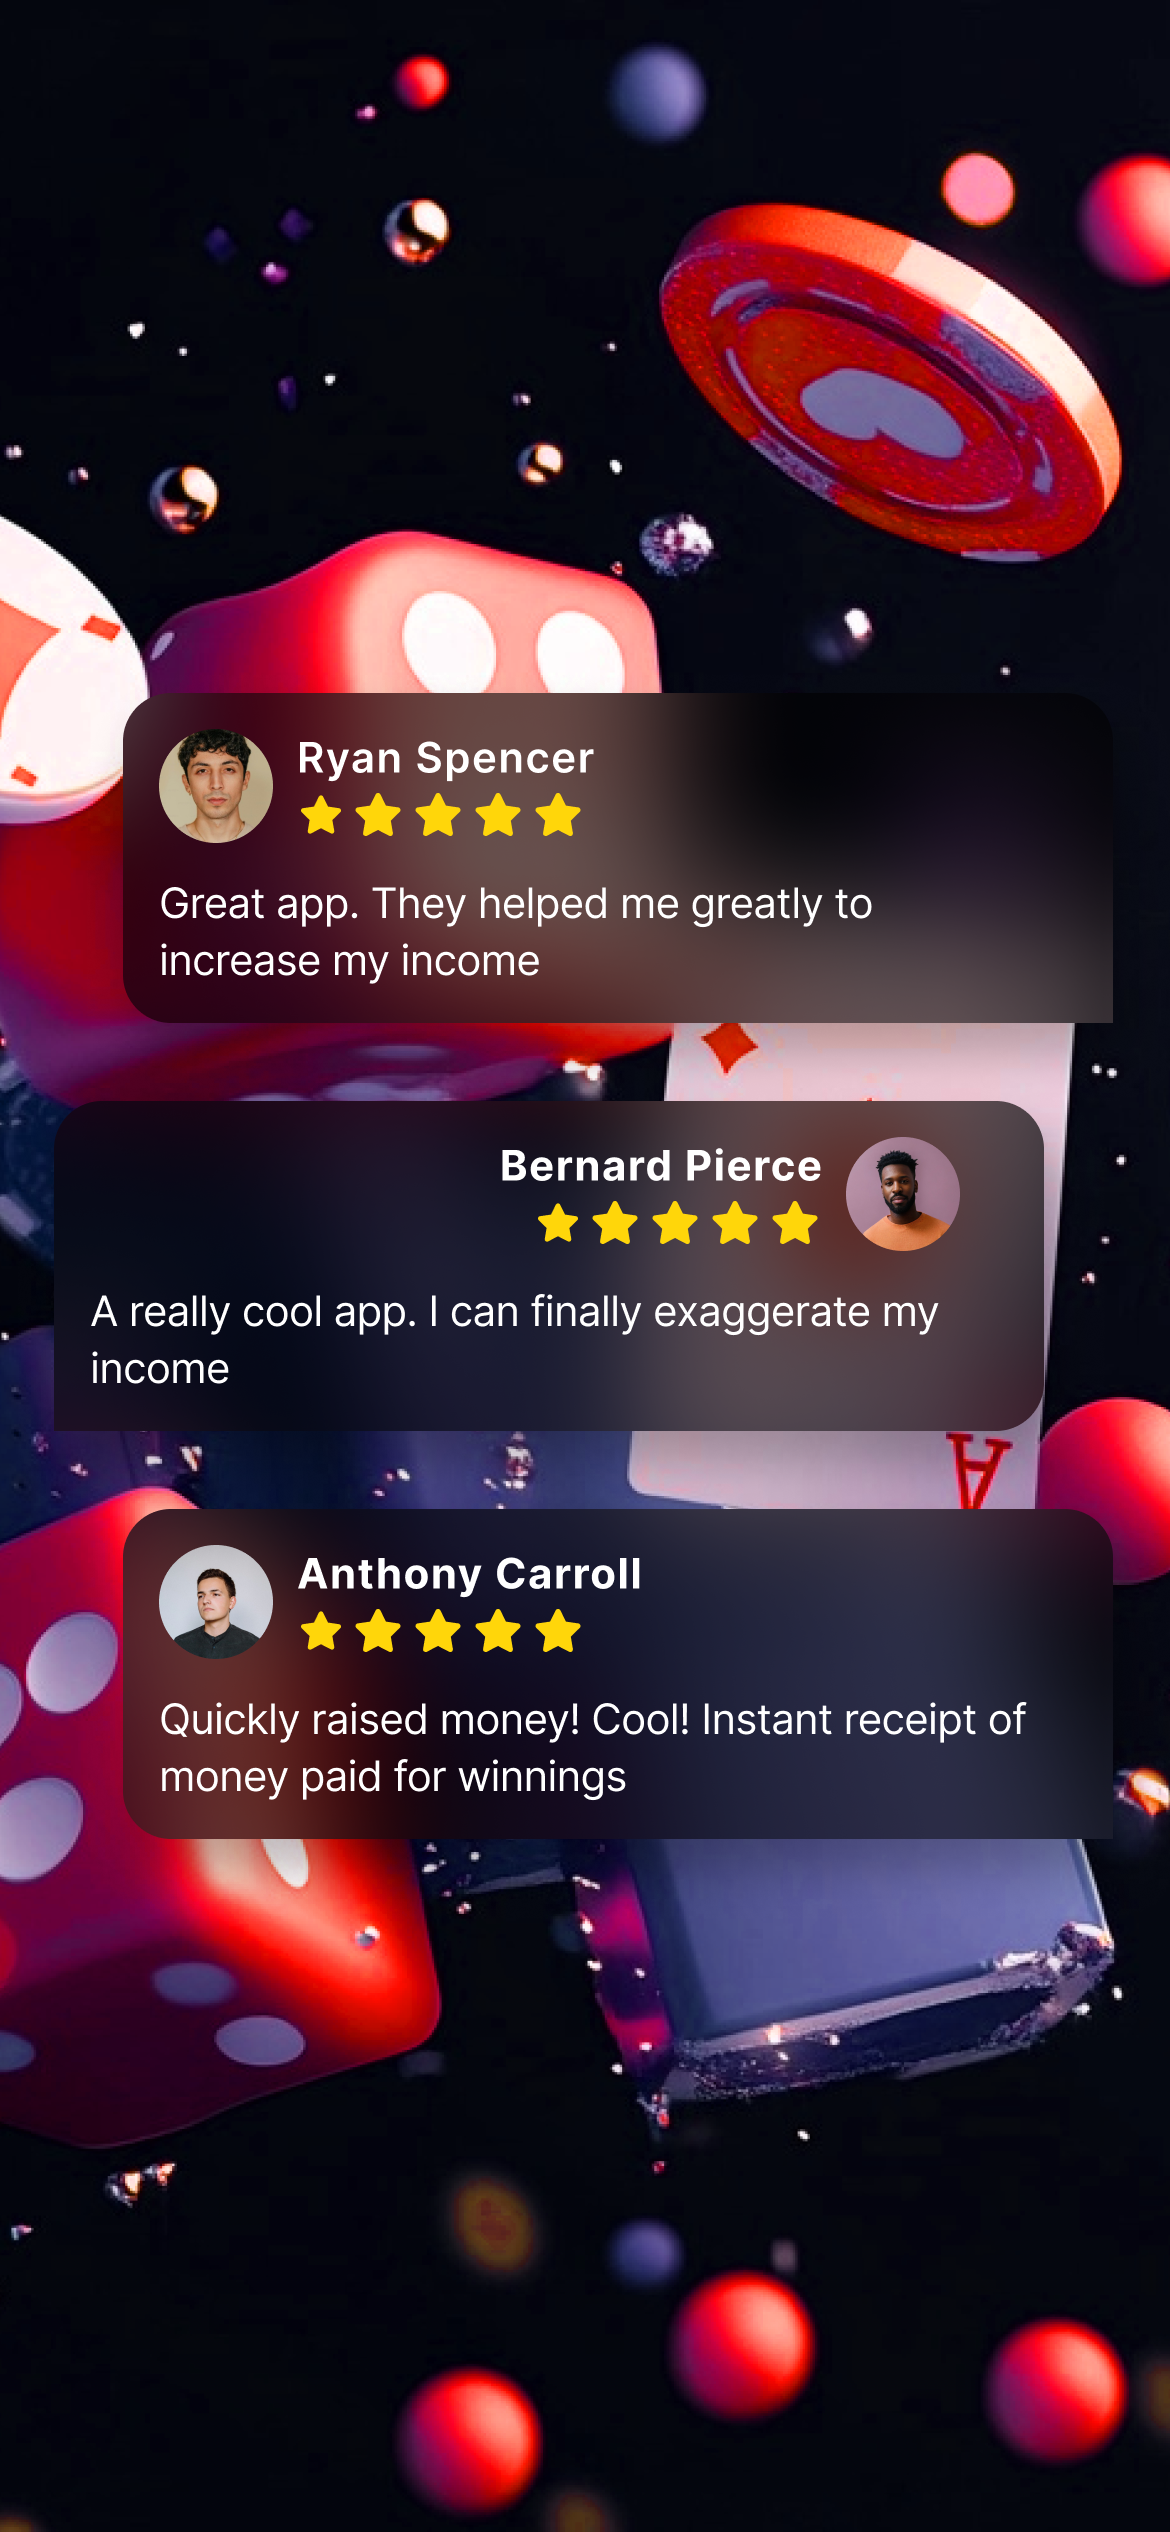 Ryan Spencer
Great app. They helped me greatly to
increase my income
Bernard Pierce
A really cool app. I can finally exaggerate my
income
A
Anthony Carroll
Quickly raised money! Cool! Instant receipt of
money paid for winnings